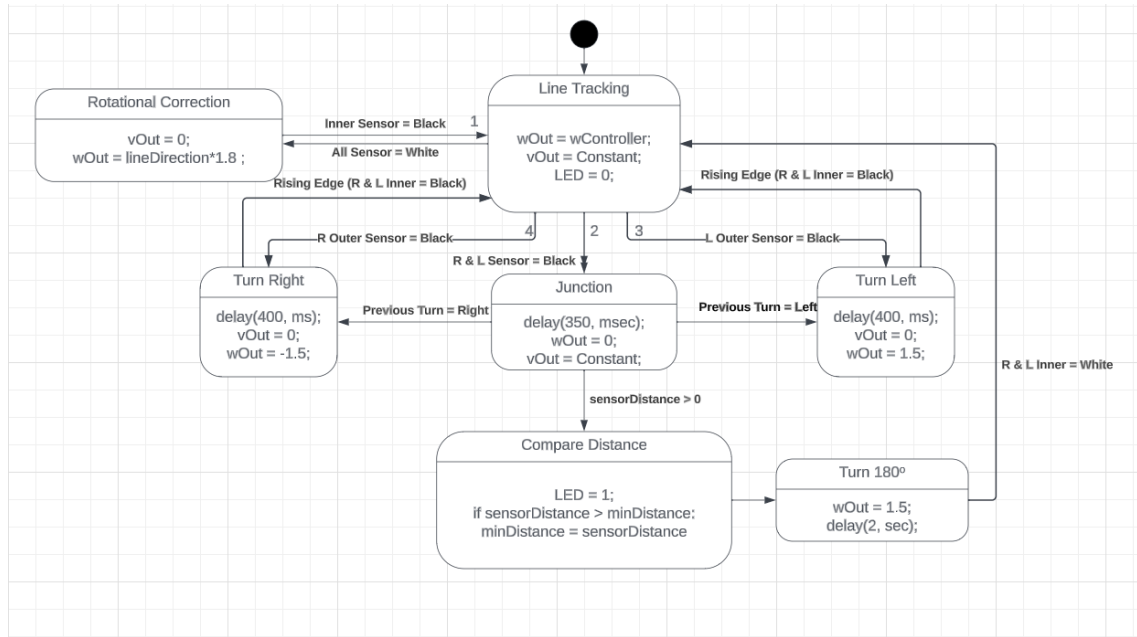 Line Tracking
wOut = wController;
vOut = Constant;
LED = 0;
Rotational Correction
vOut = 0;
wOut = lineDirection*1.8 ;
Inner Sensor = Black
1
All Sensor = White
Rising Edge (R & L Inner = Black)
Rising Edge (R & L Inner = Black)
4
2
3
R Outer Sensor = Black
L Outer Sensor = Black
R & L Sensor = Black
Turn Right
delay(400, ms);
vOut = 0;
wOut = -1.5;
Previous Turn = Right
Junction
delay(350, msec);
wOut = 0;
vOut = Constant;
Previous Turn = Left
Turn Left
delay(400, ms);
vOut = 0;
wOut = 1.5;
R & L Inner = White
sensorDistance > 0
Compare Distance
LED = 1;
if sensorDistance > minDistance;
minDistance = sensorDistance
Turn 180º
wOut = 1.5;
delay(2, sec);